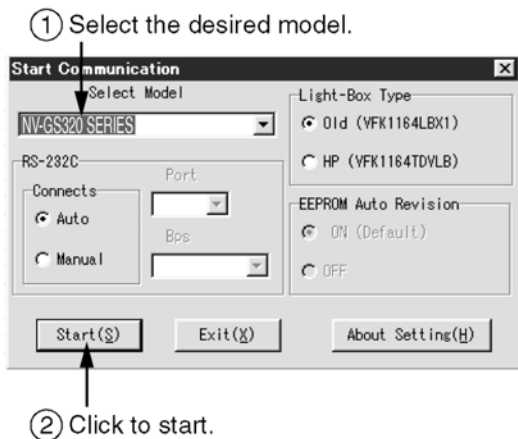 ① Select the desired model.
Start Communication
Select Model
NV-GS320 SERIES
Light-Box Type
Old (VFK1164LBX1)
HP (VFK1164TDVLB)
RS-232C
Connects
Auto
Manual
Port
Bps
EEPROM Auto Revision
ON (Default)
OFF
Start(S)
Exit(X)
About Setting(H)
② Click to start.